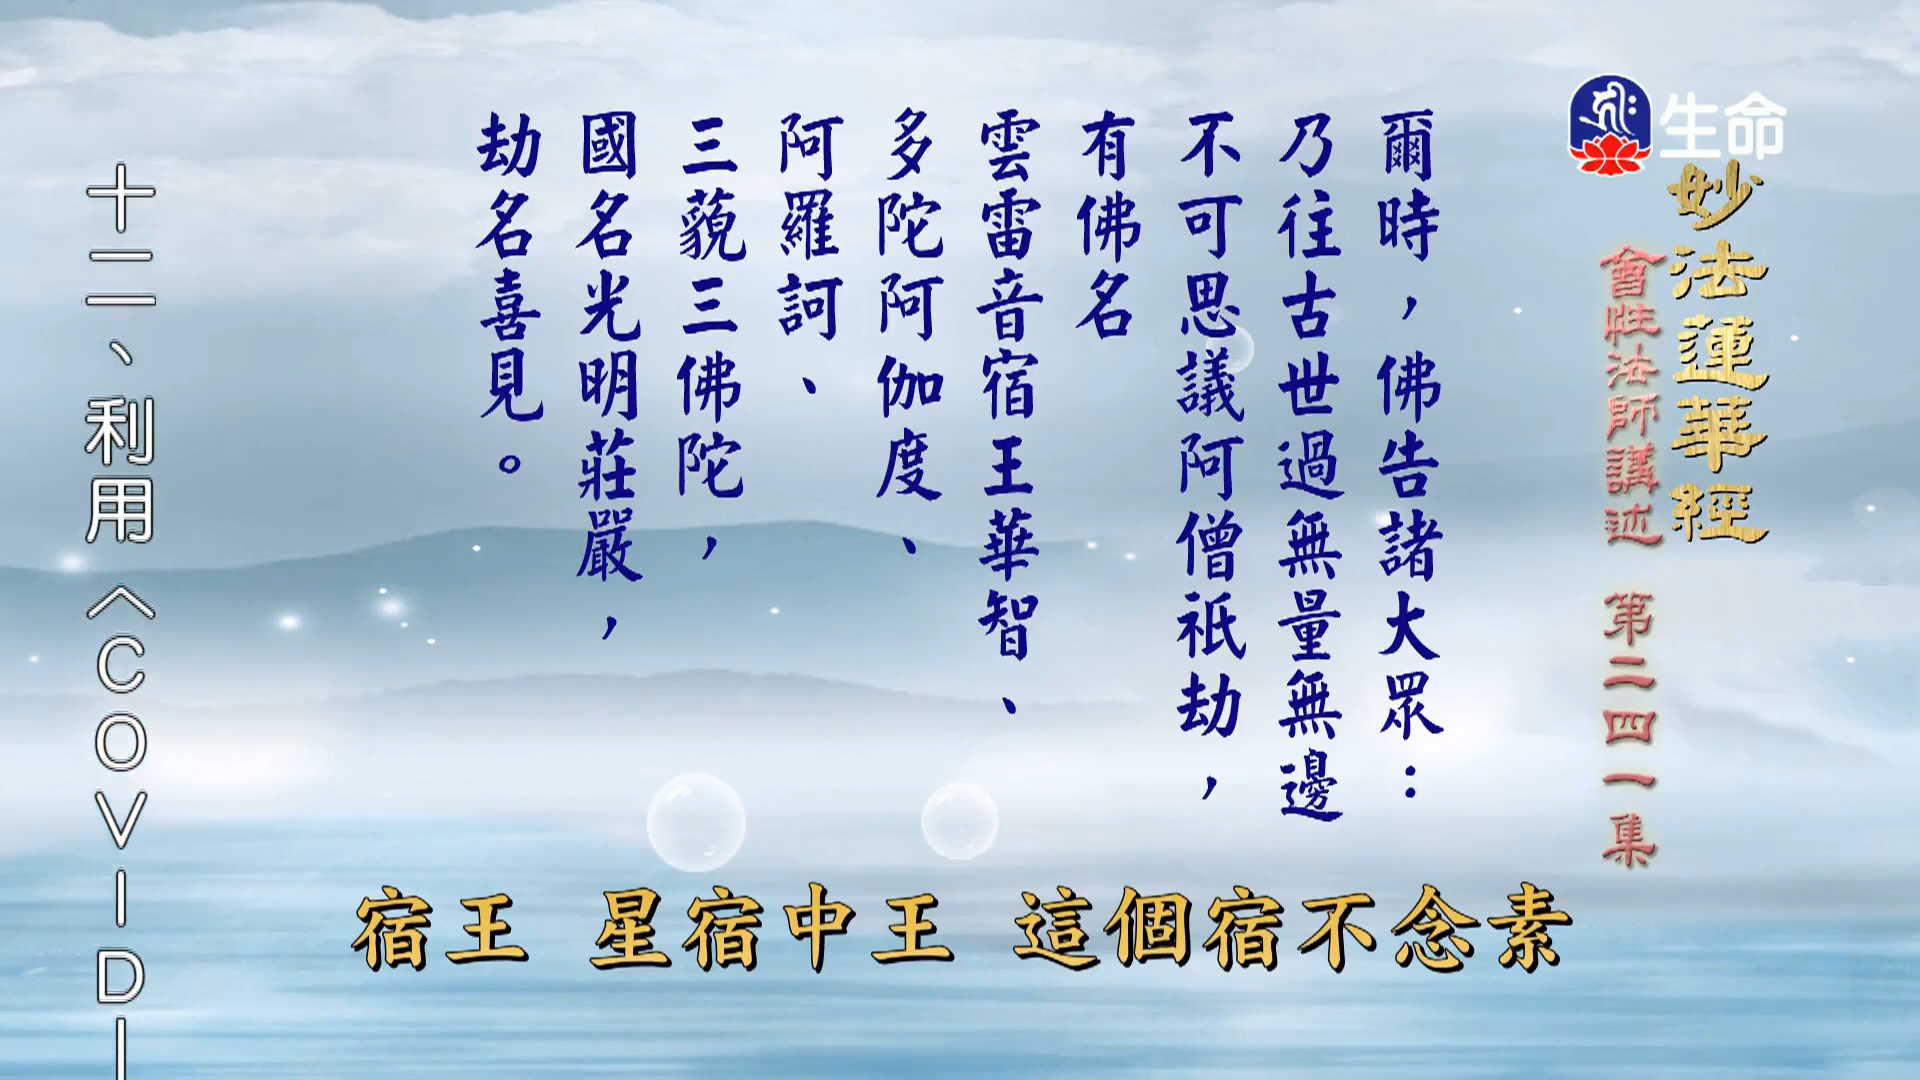 生命
妙法蓮華經
會性法師講述 第二四一集
爾時，佛告諸大眾：
乃往古世過無量無邊
不可思議阿僧祇劫，
有佛名
雲雷音宿王華智、
多陀阿伽度、
阿羅訶、
三藐三佛陀，
國名光明莊嚴，
劫名喜見。
十二、利用〈COVID
宿王 星宿中王 這個宿不念素